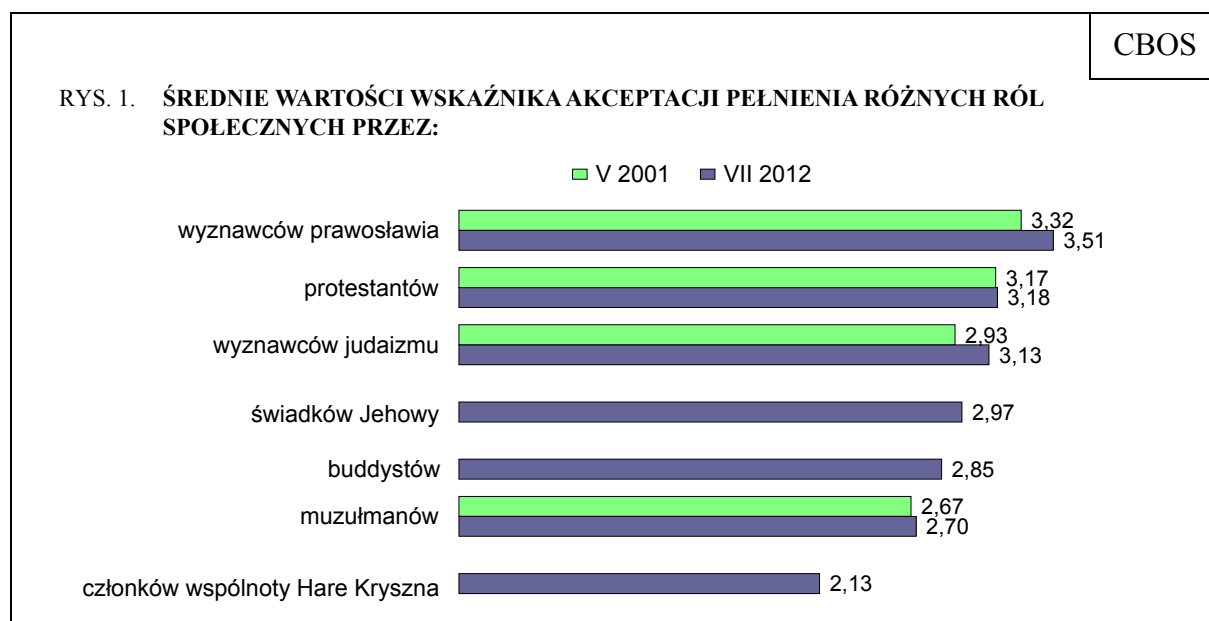 CBOS
RYS. 1. ŚREDNIE WARTOŚCI WSKAŹNIKA AKCEPTACJI PEŁNIENIA RÓŻNYCH RÓL
SPOŁECZNYCH PRZEZ:
V 2001 VII 2012
wyznawców prawosławia 3,32
3,51
protestantów 3,17
3,18
wyznawców judaizmu 2,93
3,13
świadków Jehowy 2,97
buddystów 2,85
muzułmanów 2,67
2,70
członków wspólnoty Hare Kryszna 2,13